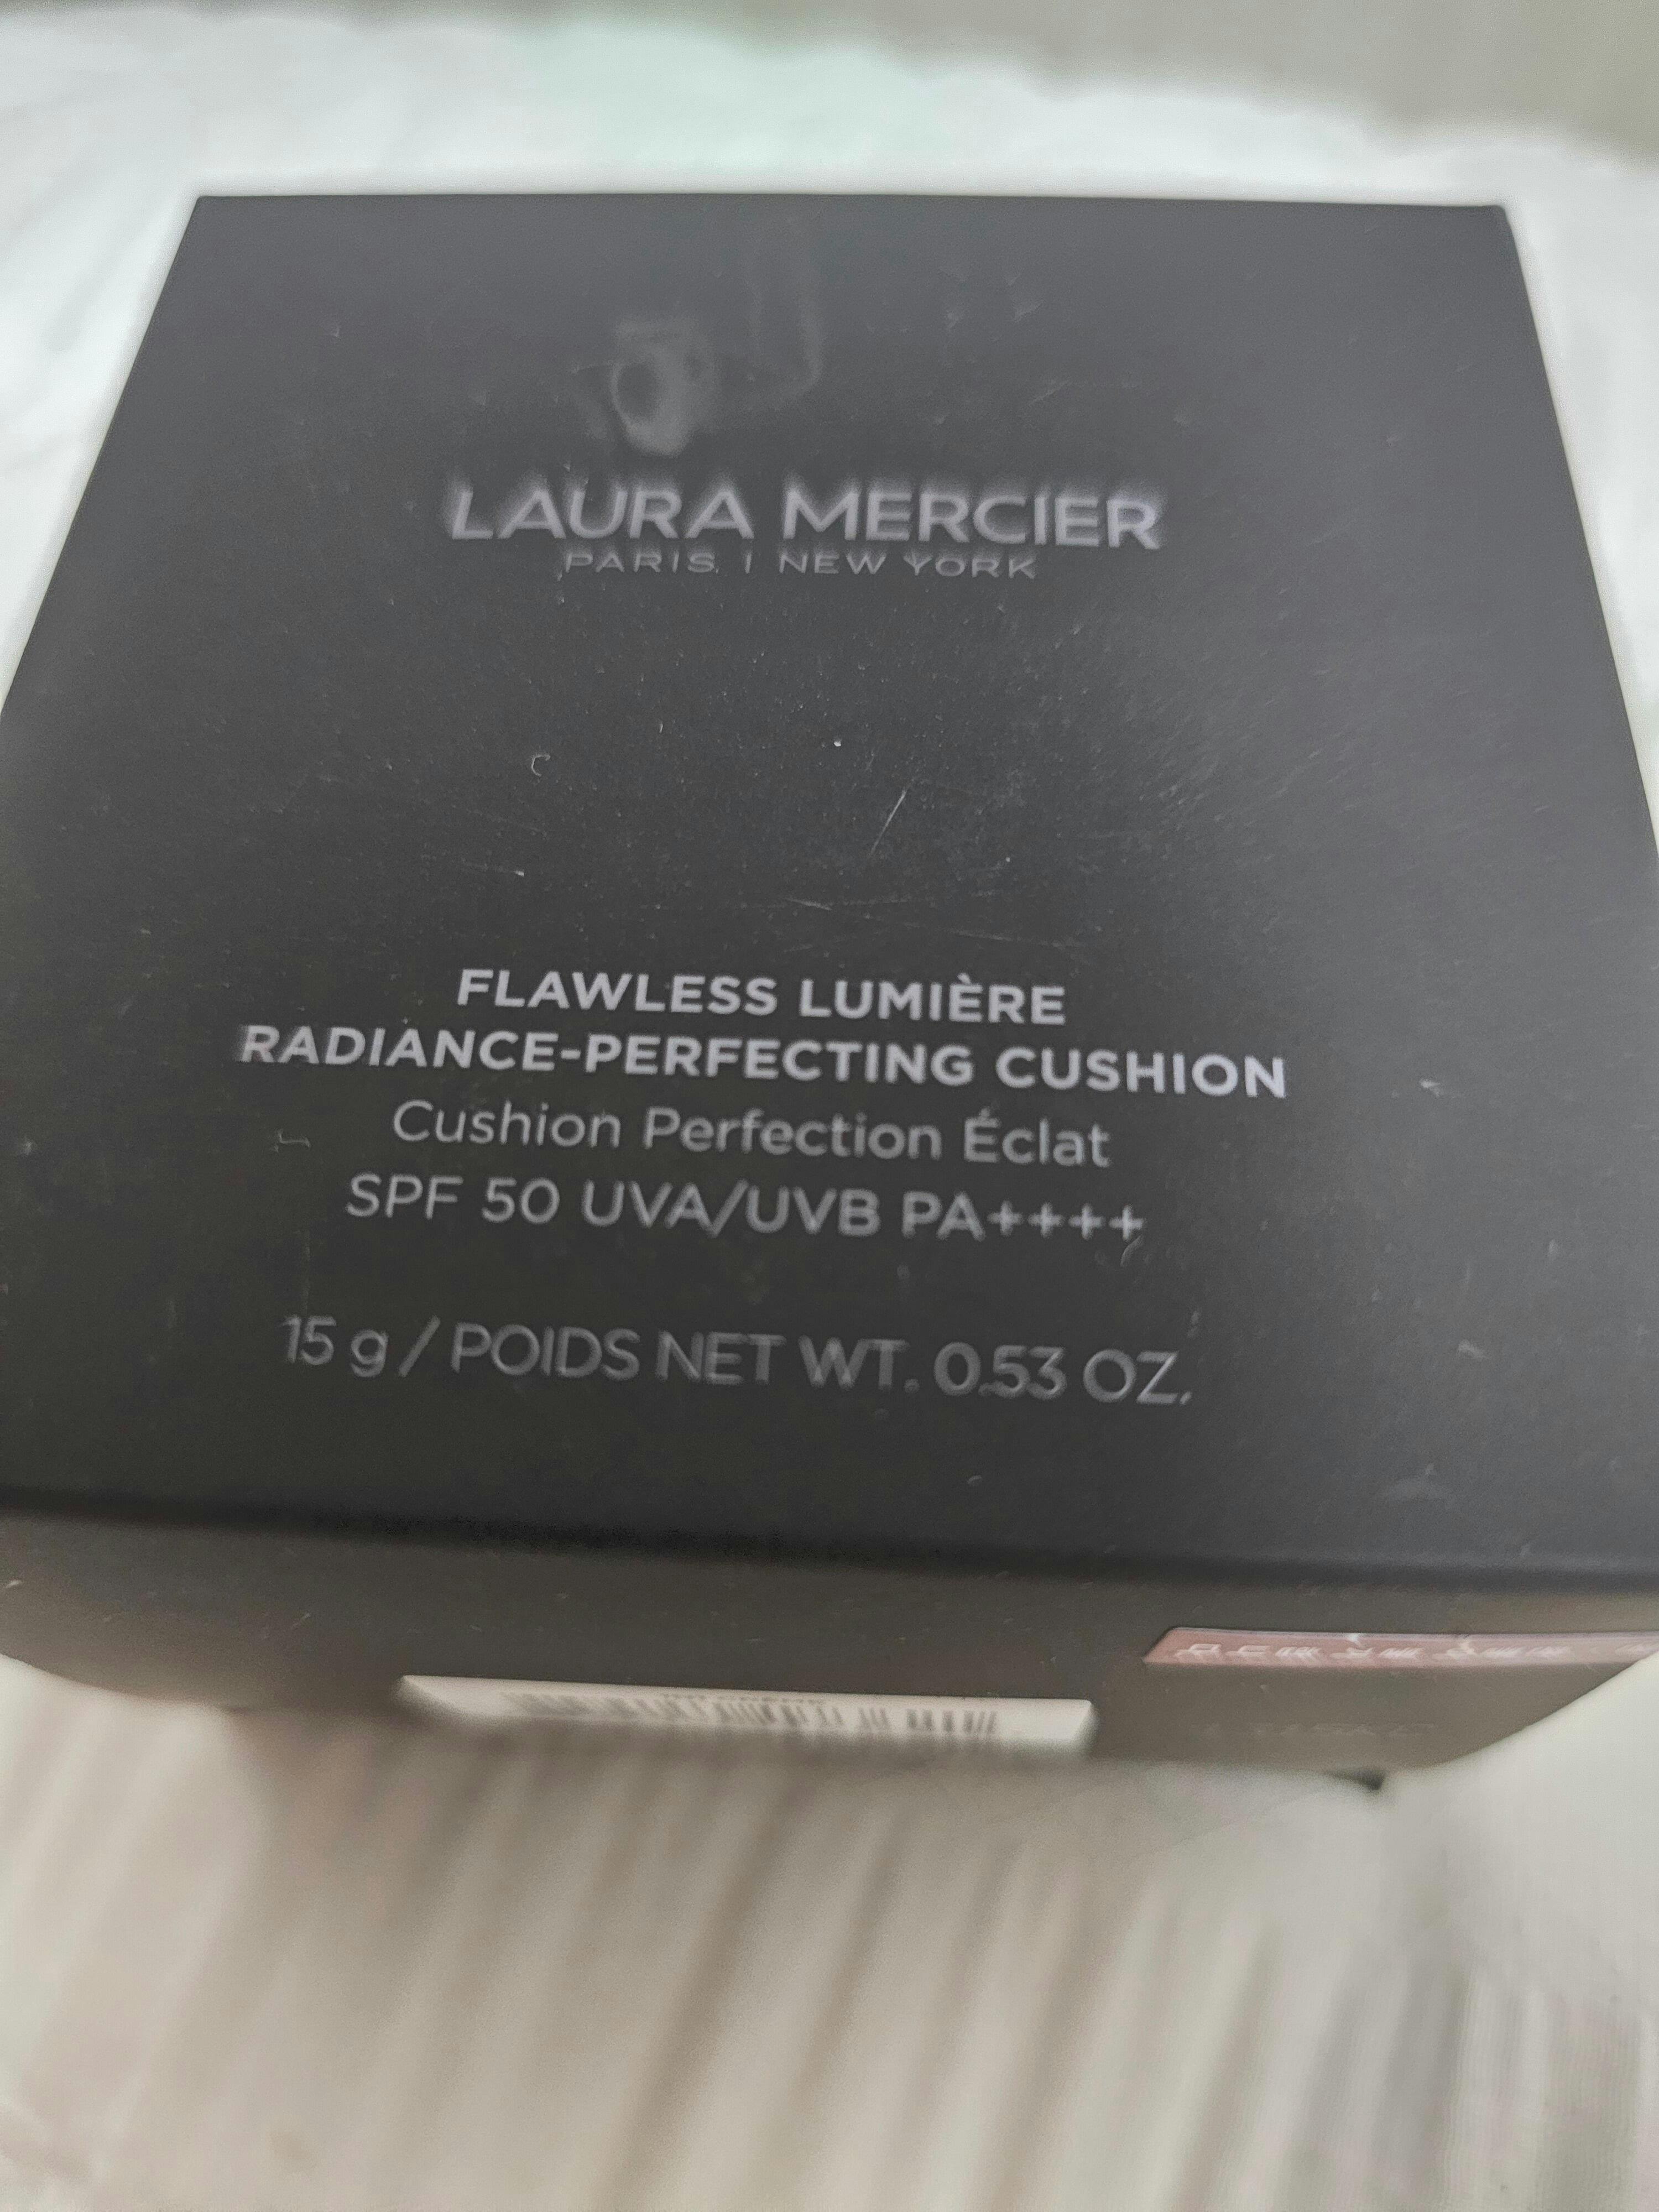 LAURA MERCIER
PARIS | NEW YORK
FLAWLESS LUMIÈRE
RADIANCE-PERFECTING CUSHION
Cushion Perfection Éclat
SPF 50 UVA/UVB PA++++
15 g / POIDS NET WT. 0.53 OZ.